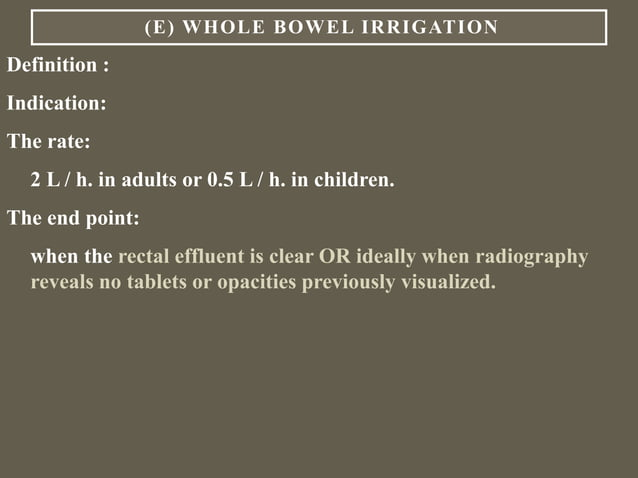 (E) WHOLE BOWEL IRRIGATION
Definition :
Indication:
The rate:
2 L / h. in adults or 0.5 L / h. in children.
The end point:
when the rectal effluent is clear OR ideally when radiography
reveals no tablets or opacities previously visualized.